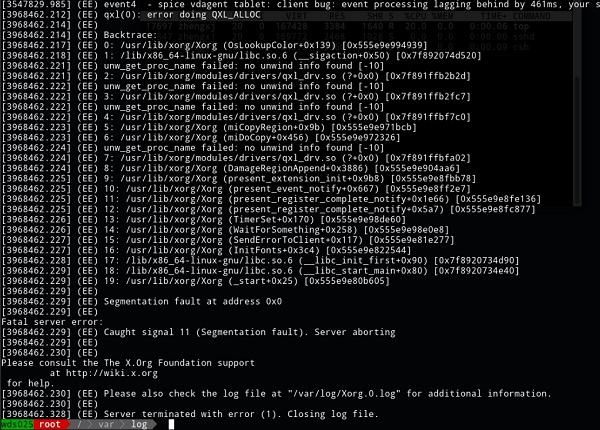 [3547829.985] (EE) event4  - spice vdagent tablet: client bug: event processing lagging behind by 461ms, your s
[3968462.212] (EE) qxl(0): error doing QXL_ALLOC
[3968462.214] (EE)
[3968462.214] (EE) Backtrace:
[3968462.217] (EE) 0: /usr/lib/xorg/Xorg (OsLookupColor+0x139) [0x555e9e994939]
[3968462.218] (EE) 1: /lib/x86_64-linux-gnu/libc.so.6 (__sigaction+0x50) [0x7f892074d520]
[3968462.221] (EE) unw_get_proc_name failed: no unwind info found [-10]
[3968462.221] (EE) 2: /usr/lib/xorg/modules/drivers/qxl_drv.so (?+0x0) [0x7f891ffb2b2d]
[3968462.222] (EE) unw_get_proc_name failed: no unwind info found [-10]
[3968462.222] (EE) 3: /usr/lib/xorg/modules/drivers/qxl_drv.so (?+0x0) [0x7f891ffb2fc7]
[3968462.222] (EE) unw_get_proc_name failed: no unwind info found [-10]
[3968462.222] (EE) 4: /usr/lib/xorg/modules/drivers/qxl_drv.so (?+0x0) [0x7f891ffbf7c0]
[3968462.223] (EE) 5: /usr/lib/xorg/Xorg (miCopyRegion+0x9b) [0x555e9e971bcb]
[3968462.223] (EE) 6: /usr/lib/xorg/Xorg (miDoCopy+0x456) [0x555e9e972326]
[3968462.224] (EE) unw_get_proc_name failed: no unwind info found [-10]
[3968462.224] (EE) 7: /usr/lib/xorg/modules/drivers/qxl_drv.so (?+0x0) [0x7f891ffbfa02]
[3968462.224] (EE) 8: /usr/lib/xorg/Xorg (DamageRegionAppend+0x3886) [0x555e9e904aa6]
[3968462.225] (EE) 9: /usr/lib/xorg/Xorg (present_extension_init+0x9b8) [0x555e9e8fbb78]
[3968462.225] (EE) 10: /usr/lib/xorg/Xorg (present_event_notify+0x667) [0x555e9e8ff2e7]
[3968462.225] (EE) 11: /usr/lib/xorg/Xorg (present_register_complete_notify+0x1e66) [0x555e9e8fe136]
[3968462.225] (EE) 12: /usr/lib/xorg/Xorg (present_register_complete_notify+0x5a7) [0x555e9e8fc877]
[3968462.226] (EE) 13: /usr/lib/xorg/Xorg (TimerSet+0x170) [0x555e9e98de60]
[3968462.226] (EE) 14: /usr/lib/xorg/Xorg (WaitForSomething+0x258) [0x555e9e98e0e8]
[3968462.227] (EE) 15: /usr/lib/xorg/Xorg (SendErrorToClient+0x117) [0x555e9e81e277]
[3968462.227] (EE) 16: /usr/lib/xorg/Xorg (InitFonts+0x3c4) [0x555e9e822544]
[3968462.228] (EE) 17: /lib/x86_64-linux-gnu/libc.so.6 (__libc_init_first+0x90) [0x7f8920734d90]
[3968462.229] (EE) 18: /lib/x86_64-linux-gnu/libc.so.6 (__libc_start_main+0x80) [0x7f8920734e40]
[3968462.229] (EE) 19: /usr/lib/xorg/Xorg (_start+0x25) [0x555e9e80b605]
[3968462.229] (EE)
[3968462.229] (EE) Segmentation fault at address 0x0
[3968462.229] (EE)
Fatal server error:
[3968462.229] (EE) Caught signal 11 (Segmentation fault). Server aborting
[3968462.229] (EE)
[3968462.230] (EE)
Please consult the The X.Org Foundation support
at http://wiki.x.org
for help.
[3968462.230] (EE) Please also check the log file at "/var/log/Xorg.0.log" for additional information.
[3968462.230] (EE)
[3968462.328] (EE) Server terminated with error (1). Closing log file.
wds025 root / var log